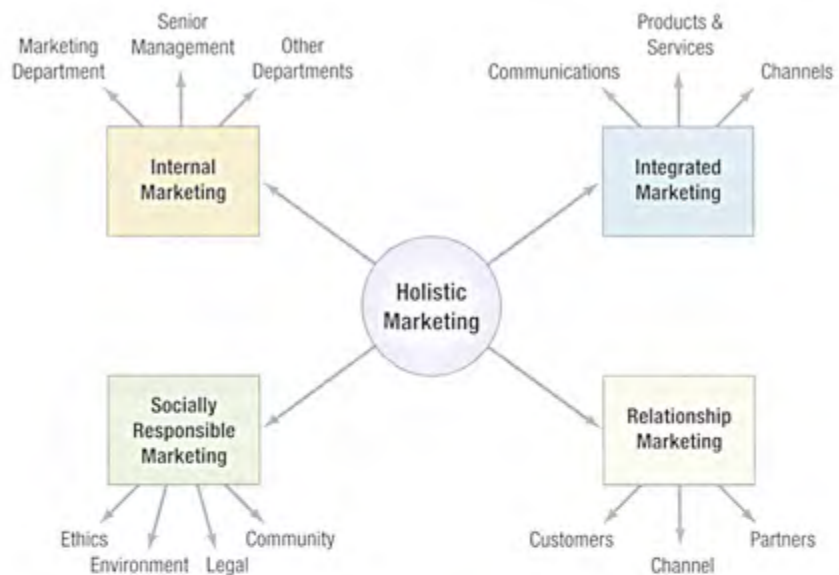 Marketing
Department
Senior
Management
Other
Departments
Internal
Marketing
Communications
Products &
Services
Channels
Integrated
Marketing
Holistic
Marketing
Socially
Responsible
Marketing
Ethics
Environment
Legal
Community
Relationship
Marketing
Customers
Channel
Partners